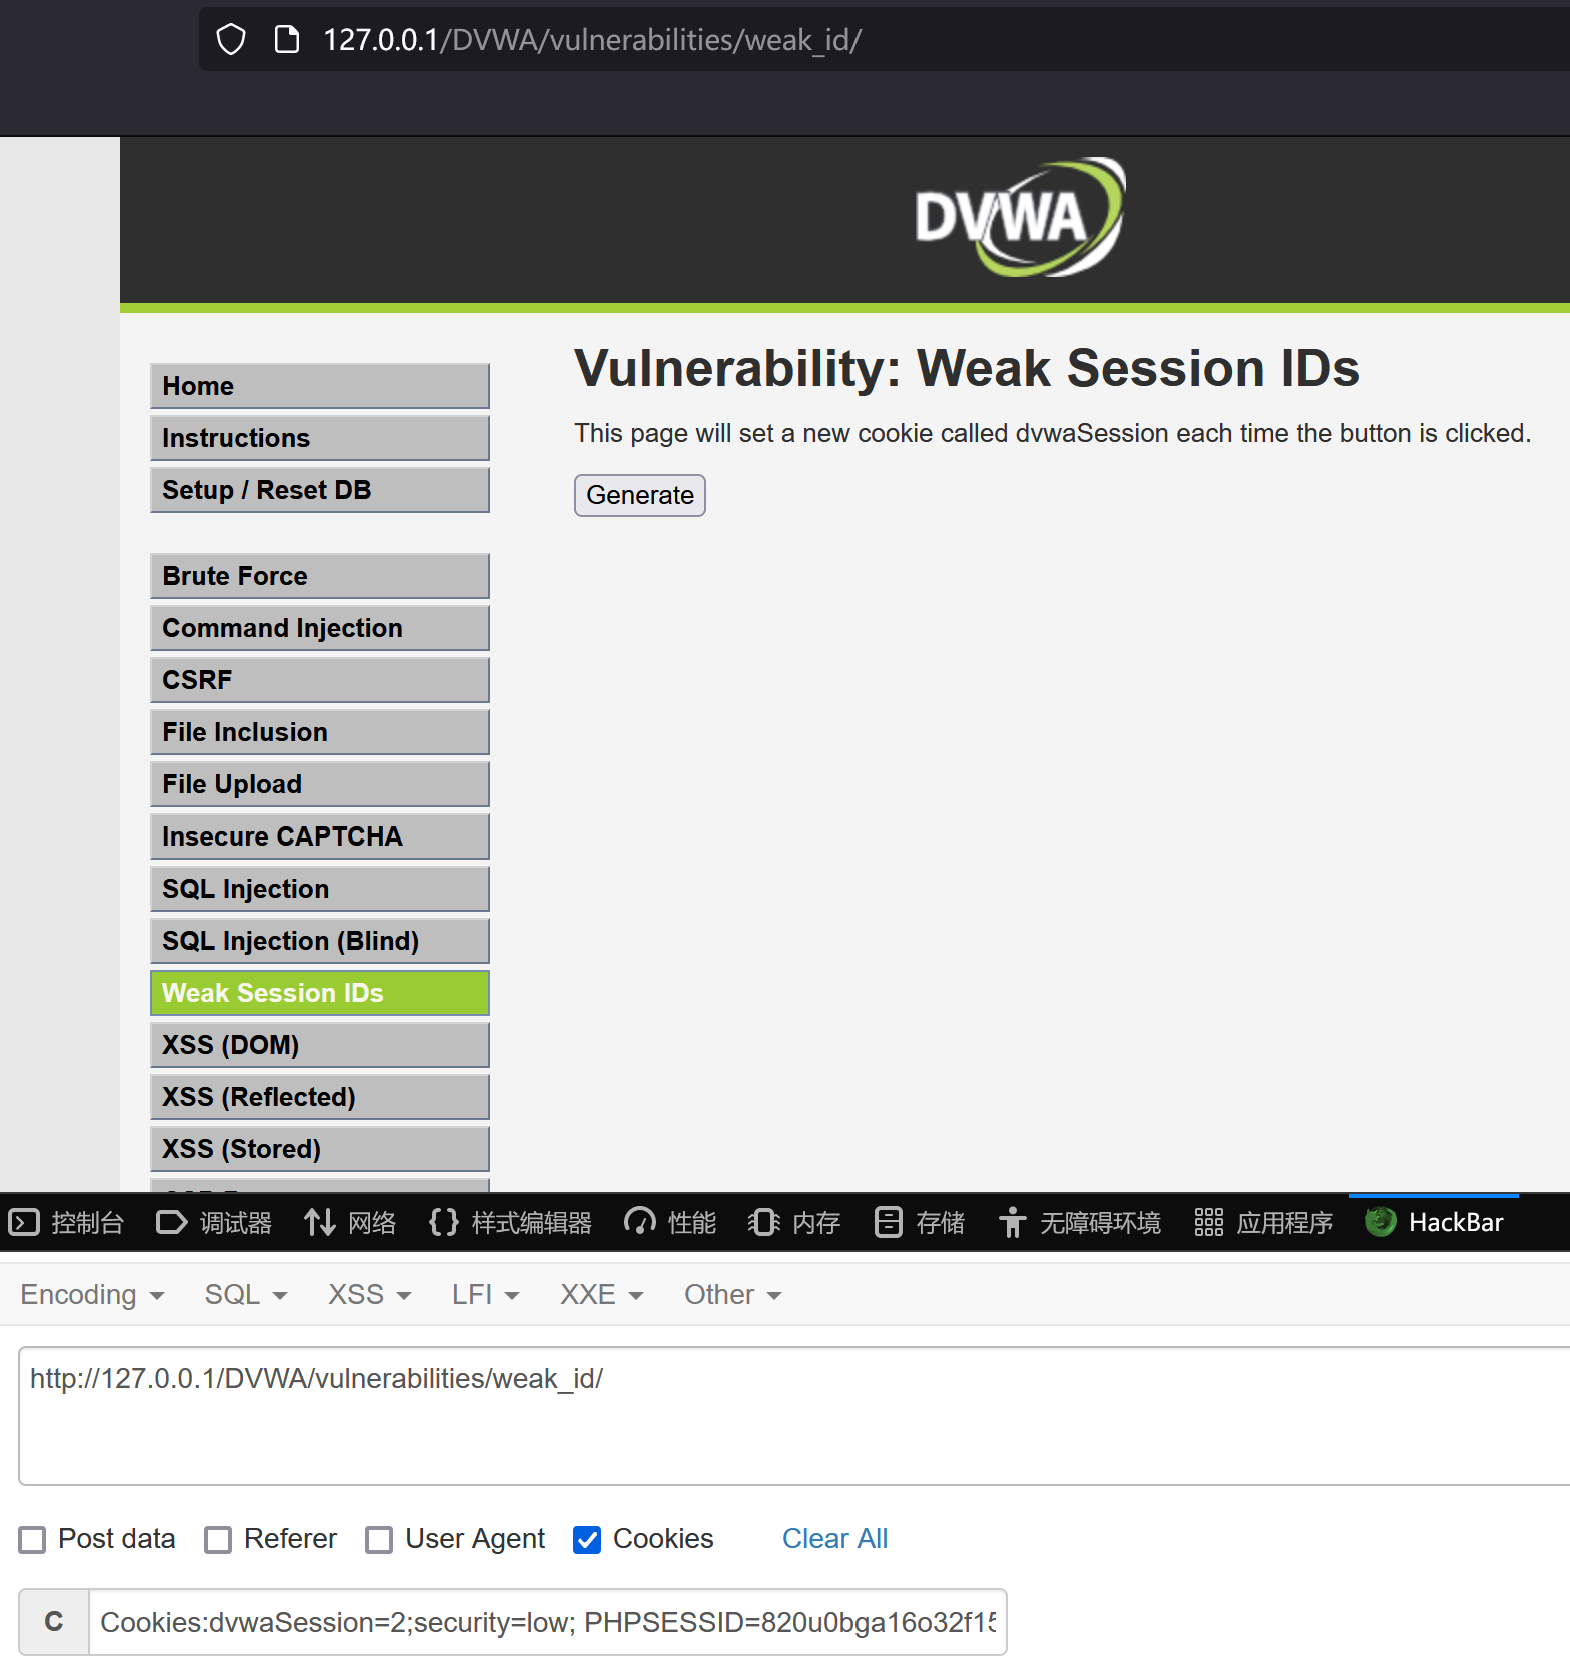 127.0.0.1/DVWA/vulnerabilities/weak_id/
DVWA
Home
Instructions
Setup / Reset DB
Brute Force
Command Injection
CSRF
File Inclusion
File Upload
Insecure CAPTCHA
SQL Injection
SQL Injection (Blind)
Weak Session IDs
XSS (DOM)
XSS (Reflected)
XSS (Stored)
Vulnerability: Weak Session IDs
This page will set a new cookie called dvwaSession each time the button is clicked.
Generate
控制台 调试器 网络 样式编辑器 性能 内存 存储 无障碍环境 应用程序 HackBar
Encoding SQL XSS LFI XXE Other
http://127.0.0.1/DVWA/vulnerabilities/weak_id/
Post data Referer User Agent Cookies Clear All
C Cookies:dvwaSession=2;security=low; PHPSESSID=820u0bga16o32f15